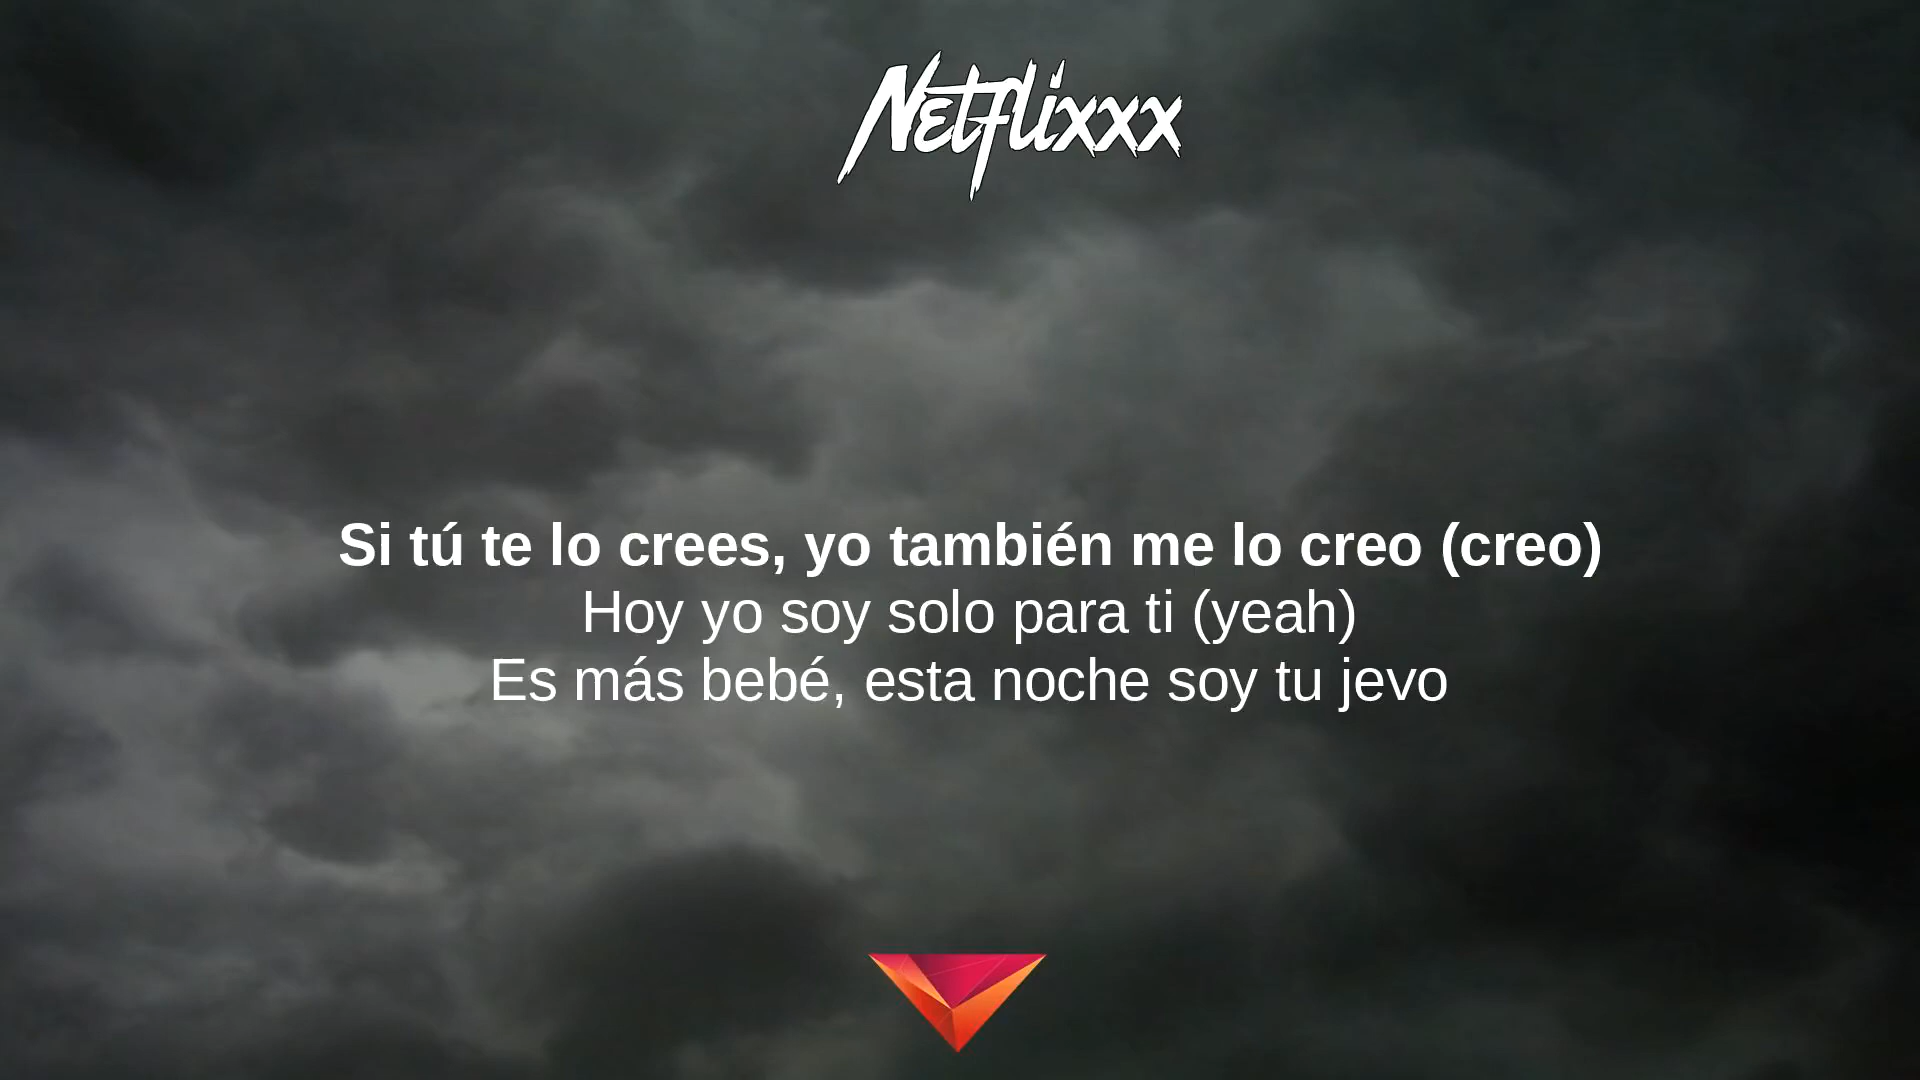 Netflixxx
Si tú te lo crees, yo también me lo creo (creo)
Hoy yo soy solo para ti (yeah)
Es más bebé, esta noche soy tu jevo